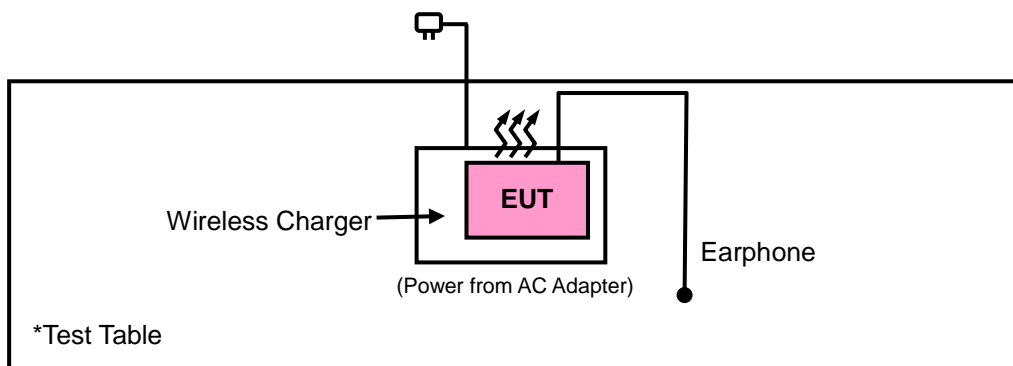 EUT
Wireless Charger
Earphone
(Power from AC Adapter)
*Test Table